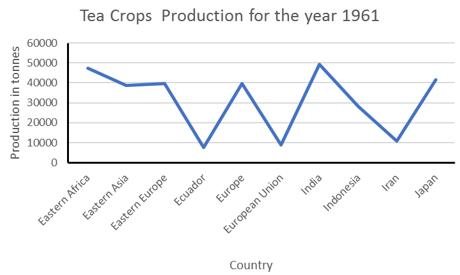 Tea Crops  Production for the year 1961
Production in tonnes
60000
50000
40000
30000
20000
10000
0
Eastern Africa
Eastern Asia
Eastern Europe
Ecuador
Europe
European Union
India
Indonesia
Iran
Japan
Country